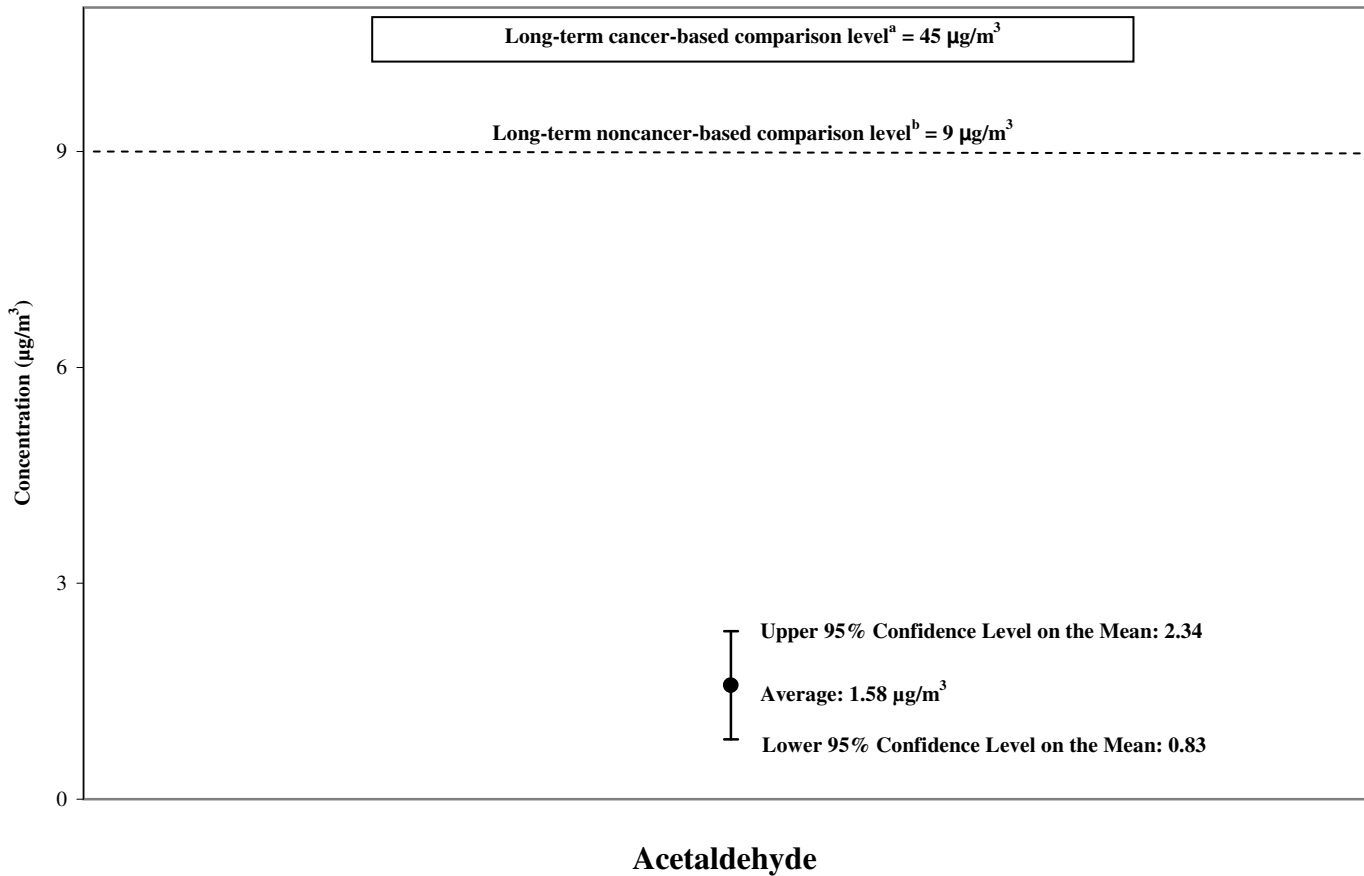 Long-term cancer-based comparison levelᵃ = 45 µg/m³
Long-term noncancer-based comparison levelᵇ = 9 µg/m³
9
6
3
0
Concentration (µg/m³)
Upper 95% Confidence Level on the Mean: 2.34
Average: 1.58 µg/m³
Lower 95% Confidence Level on the Mean: 0.83
Acetaldehyde